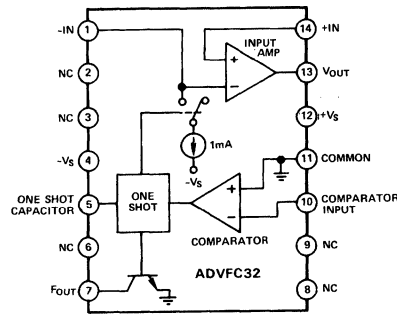 -IN 1
NC 2
NC 3
-VS 4
ONE SHOT
CAPACITOR 5
NC 6
FOUT 7
14 +IN
13 VOUT
12 +VS
11 COMMON
10 COMPARATOR
INPUT
9 NC
8 NC
INPUT
AMP
+
−
1mA
-VS
ONE
SHOT
+
−
COMPARATOR
ADVFC32